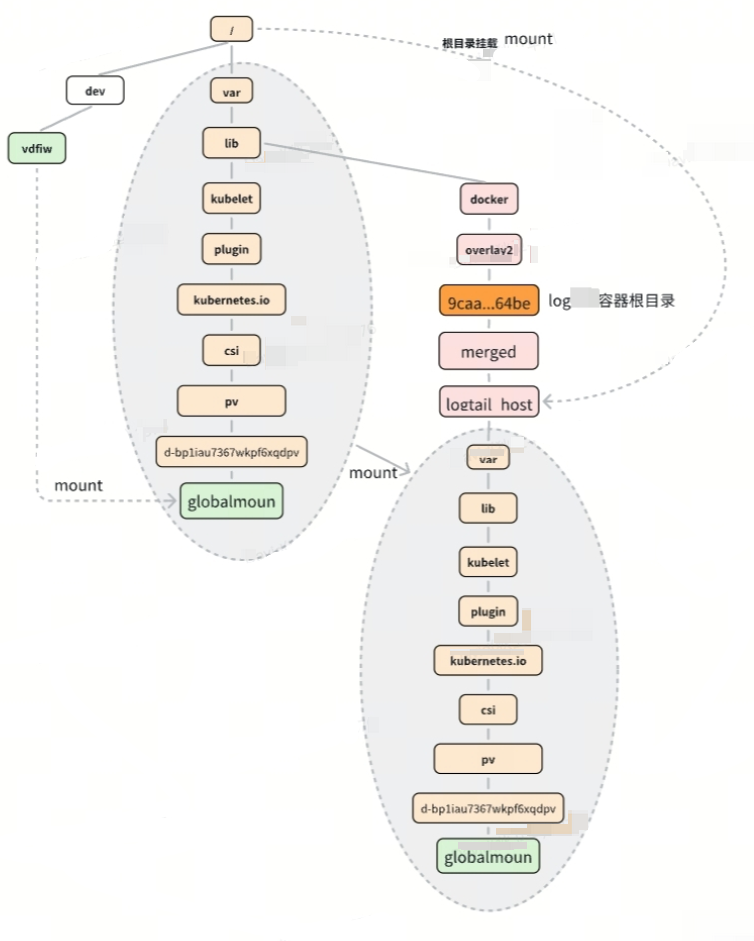 /
根目录挂载 mount
dev
var
vdfiw
lib
kubelet
docker
plugin
overlay2
kubernetes.io
9caa...64be
log 容器根目录
csi
merged
pv
logtail_host
d-bp1iau7367wkpf6xqdpv
mount
var
mount
globalmoun
lib
kubelet
plugin
kubernetes.io
csi
pv
d-bp1iau7367wkpf6xqdpv
globalmoun